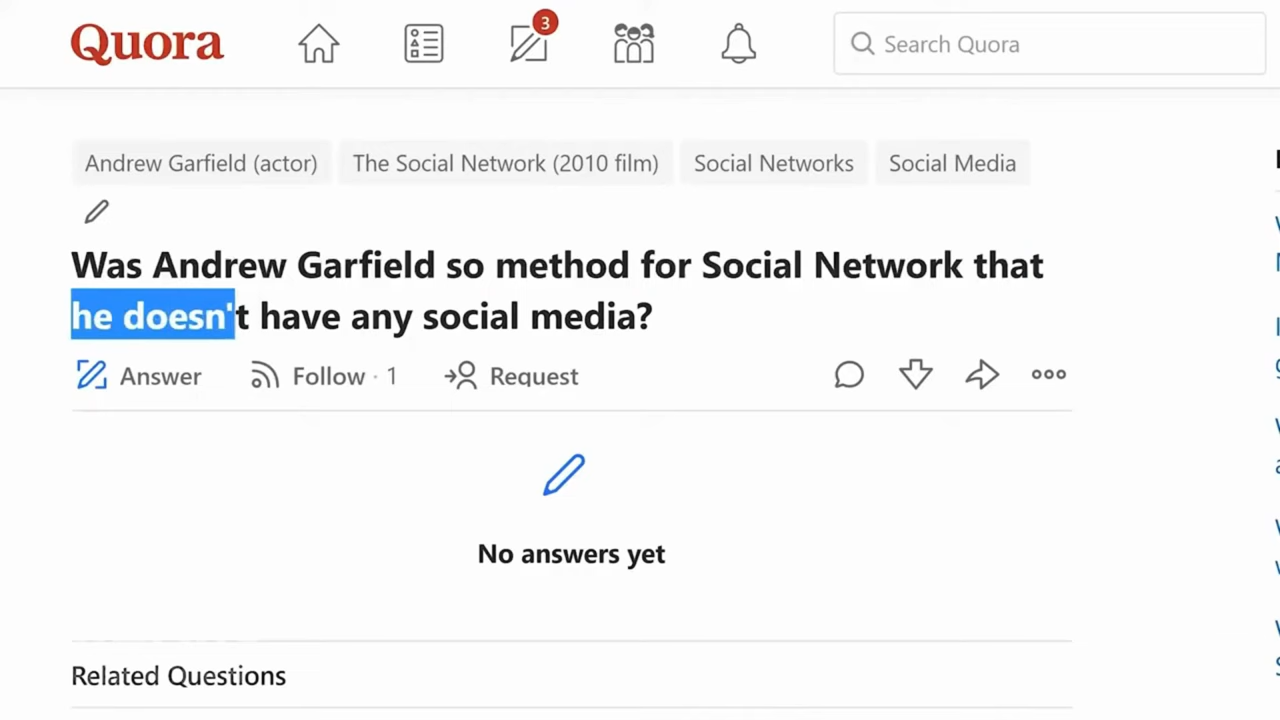 Quora
3
Search Quora
Andrew Garfield (actor)
The Social Network (2010 film)
Social Networks
Social Media
Was Andrew Garfield so method for Social Network that
he doesn't have any social media?
Answer
Follow · 1
Request
No answers yet
Related Questions